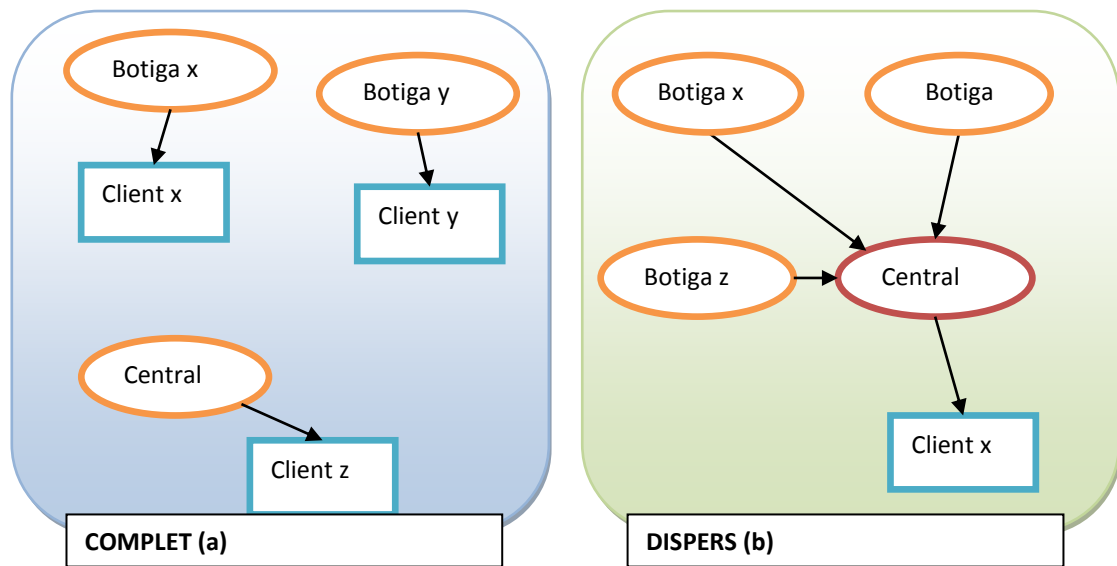 Botiga x
Botiga y
Client x
Client y
Central
Client z
COMPLET (a)
Botiga x
Botiga
Botiga z
Central
Client x
DISPERS (b)